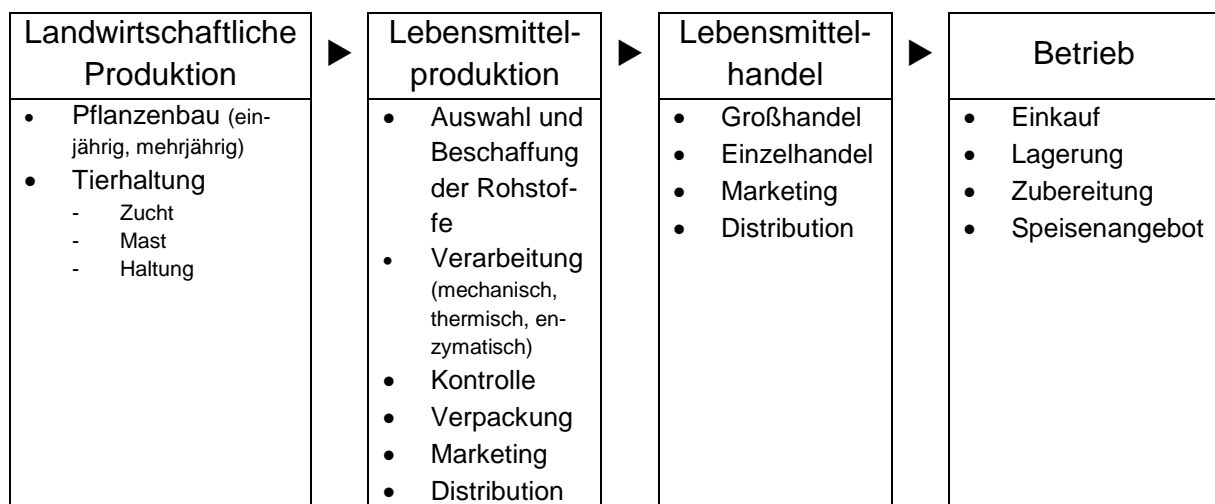 Landwirtschaftliche
Produktion
• Pflanzenbau (ein-
jährig, mehrjährig)
• Tierhaltung
- Zucht
- Mast
- Haltung
Lebensmittel-
produktion
• Auswahl und
Beschaffung
der Rohstof-
fe
• Verarbeitung
(mechanisch,
thermisch, en-
zymatisch)
• Kontrolle
• Verpackung
• Marketing
• Distribution
Lebensmittel-
handel
• Großhandel
• Einzelhandel
• Marketing
• Distribution
Betrieb
• Einkauf
• Lagerung
• Zubereitung
• Speisenangebot